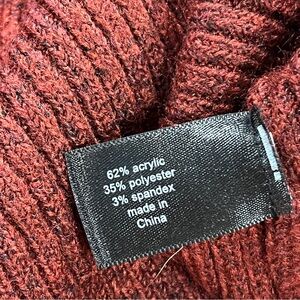 62% acrylic
35% polyester
3% spandex
made in
China